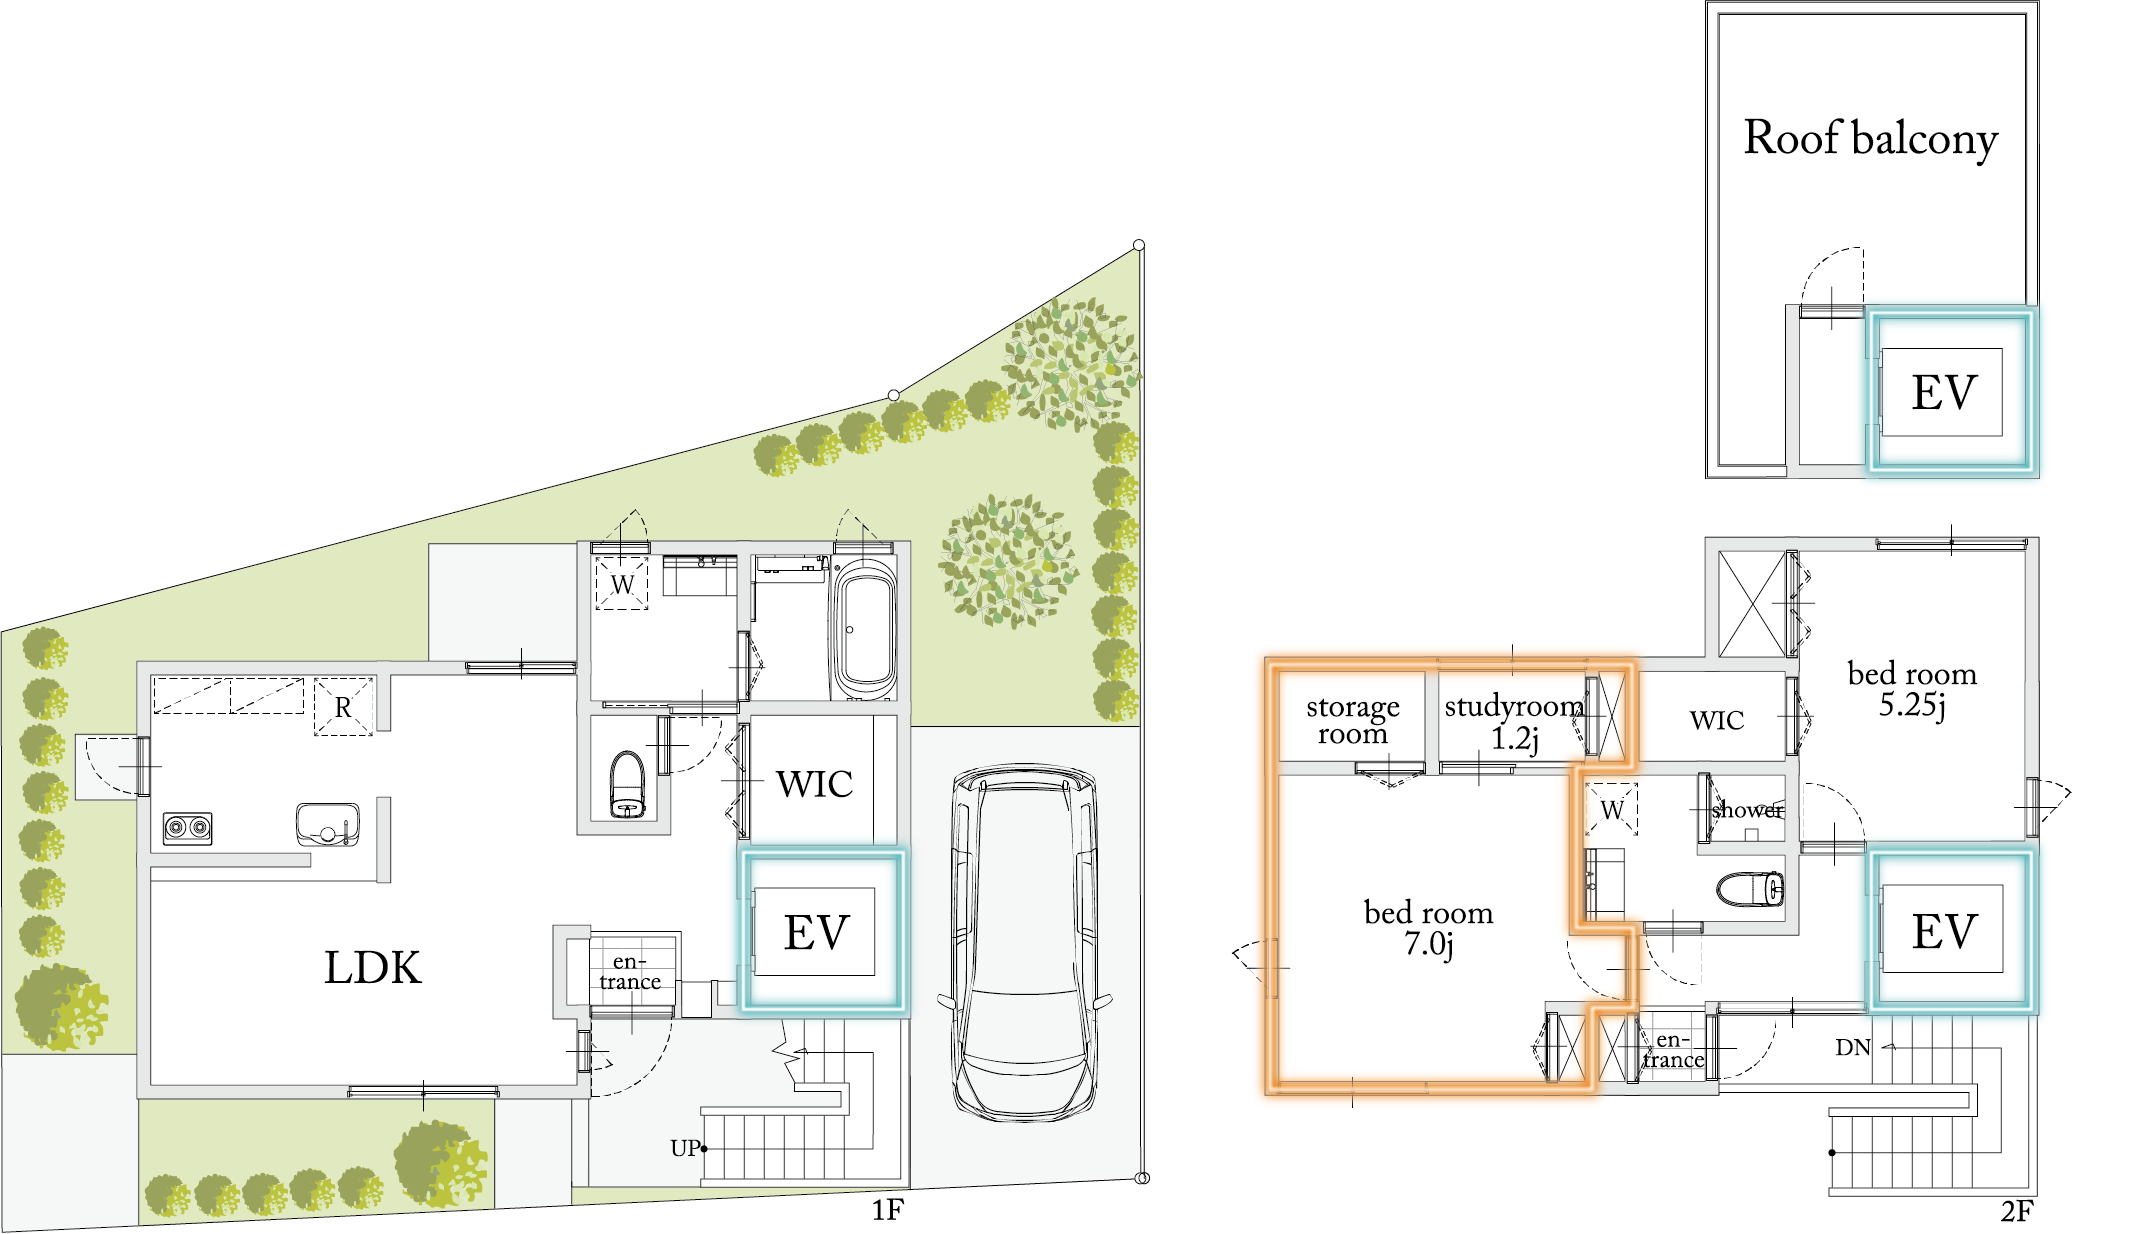 Roof balcony
EV
W
R
WIC
EV
LDK
en-
trance
UP
1F
bed room
5.25j
storage
room
studyroom
1.2j
WIC
W
shower
bed room
7.0j
EV
en-
trance
DN
2F